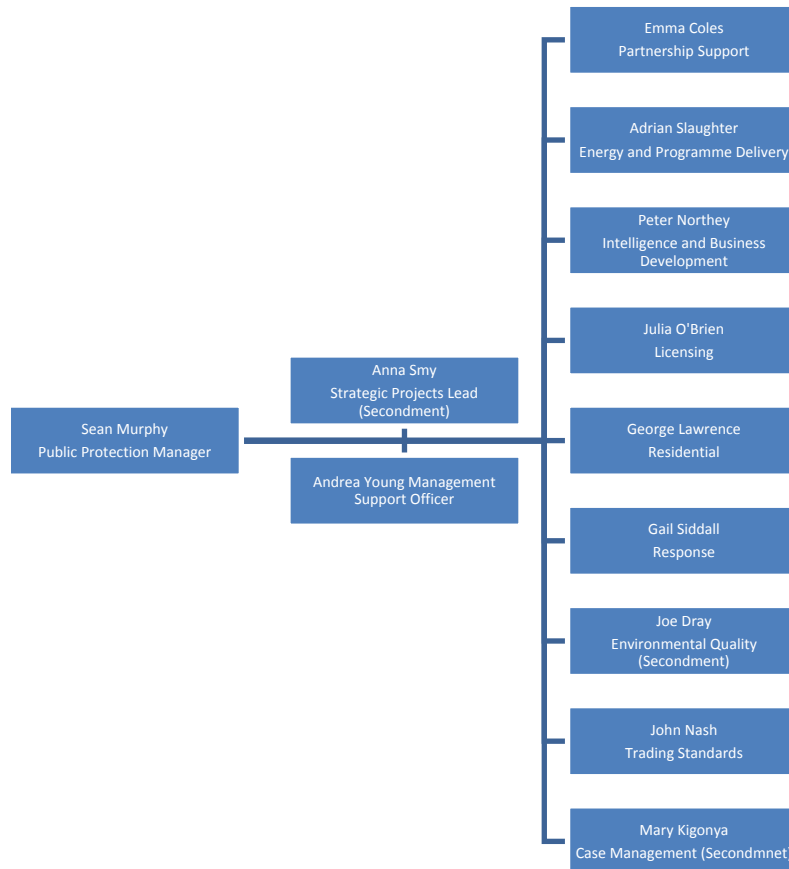 Sean Murphy
Public Protection Manager
Anna Smy
Strategic Projects Lead
(Secondment)
Andrea Young Management
Support Officer
Emma Coles
Partnership Support
Adrian Slaughter
Energy and Programme Delivery
Peter Northey
Intelligence and Business
Development
Julia O'Brien
Licensing
George Lawrence
Residential
Gail Siddall
Response
Joe Dray
Environmental Quality
(Secondment)
John Nash
Trading Standards
Mary Kigonya
Case Management (Secondmnet)